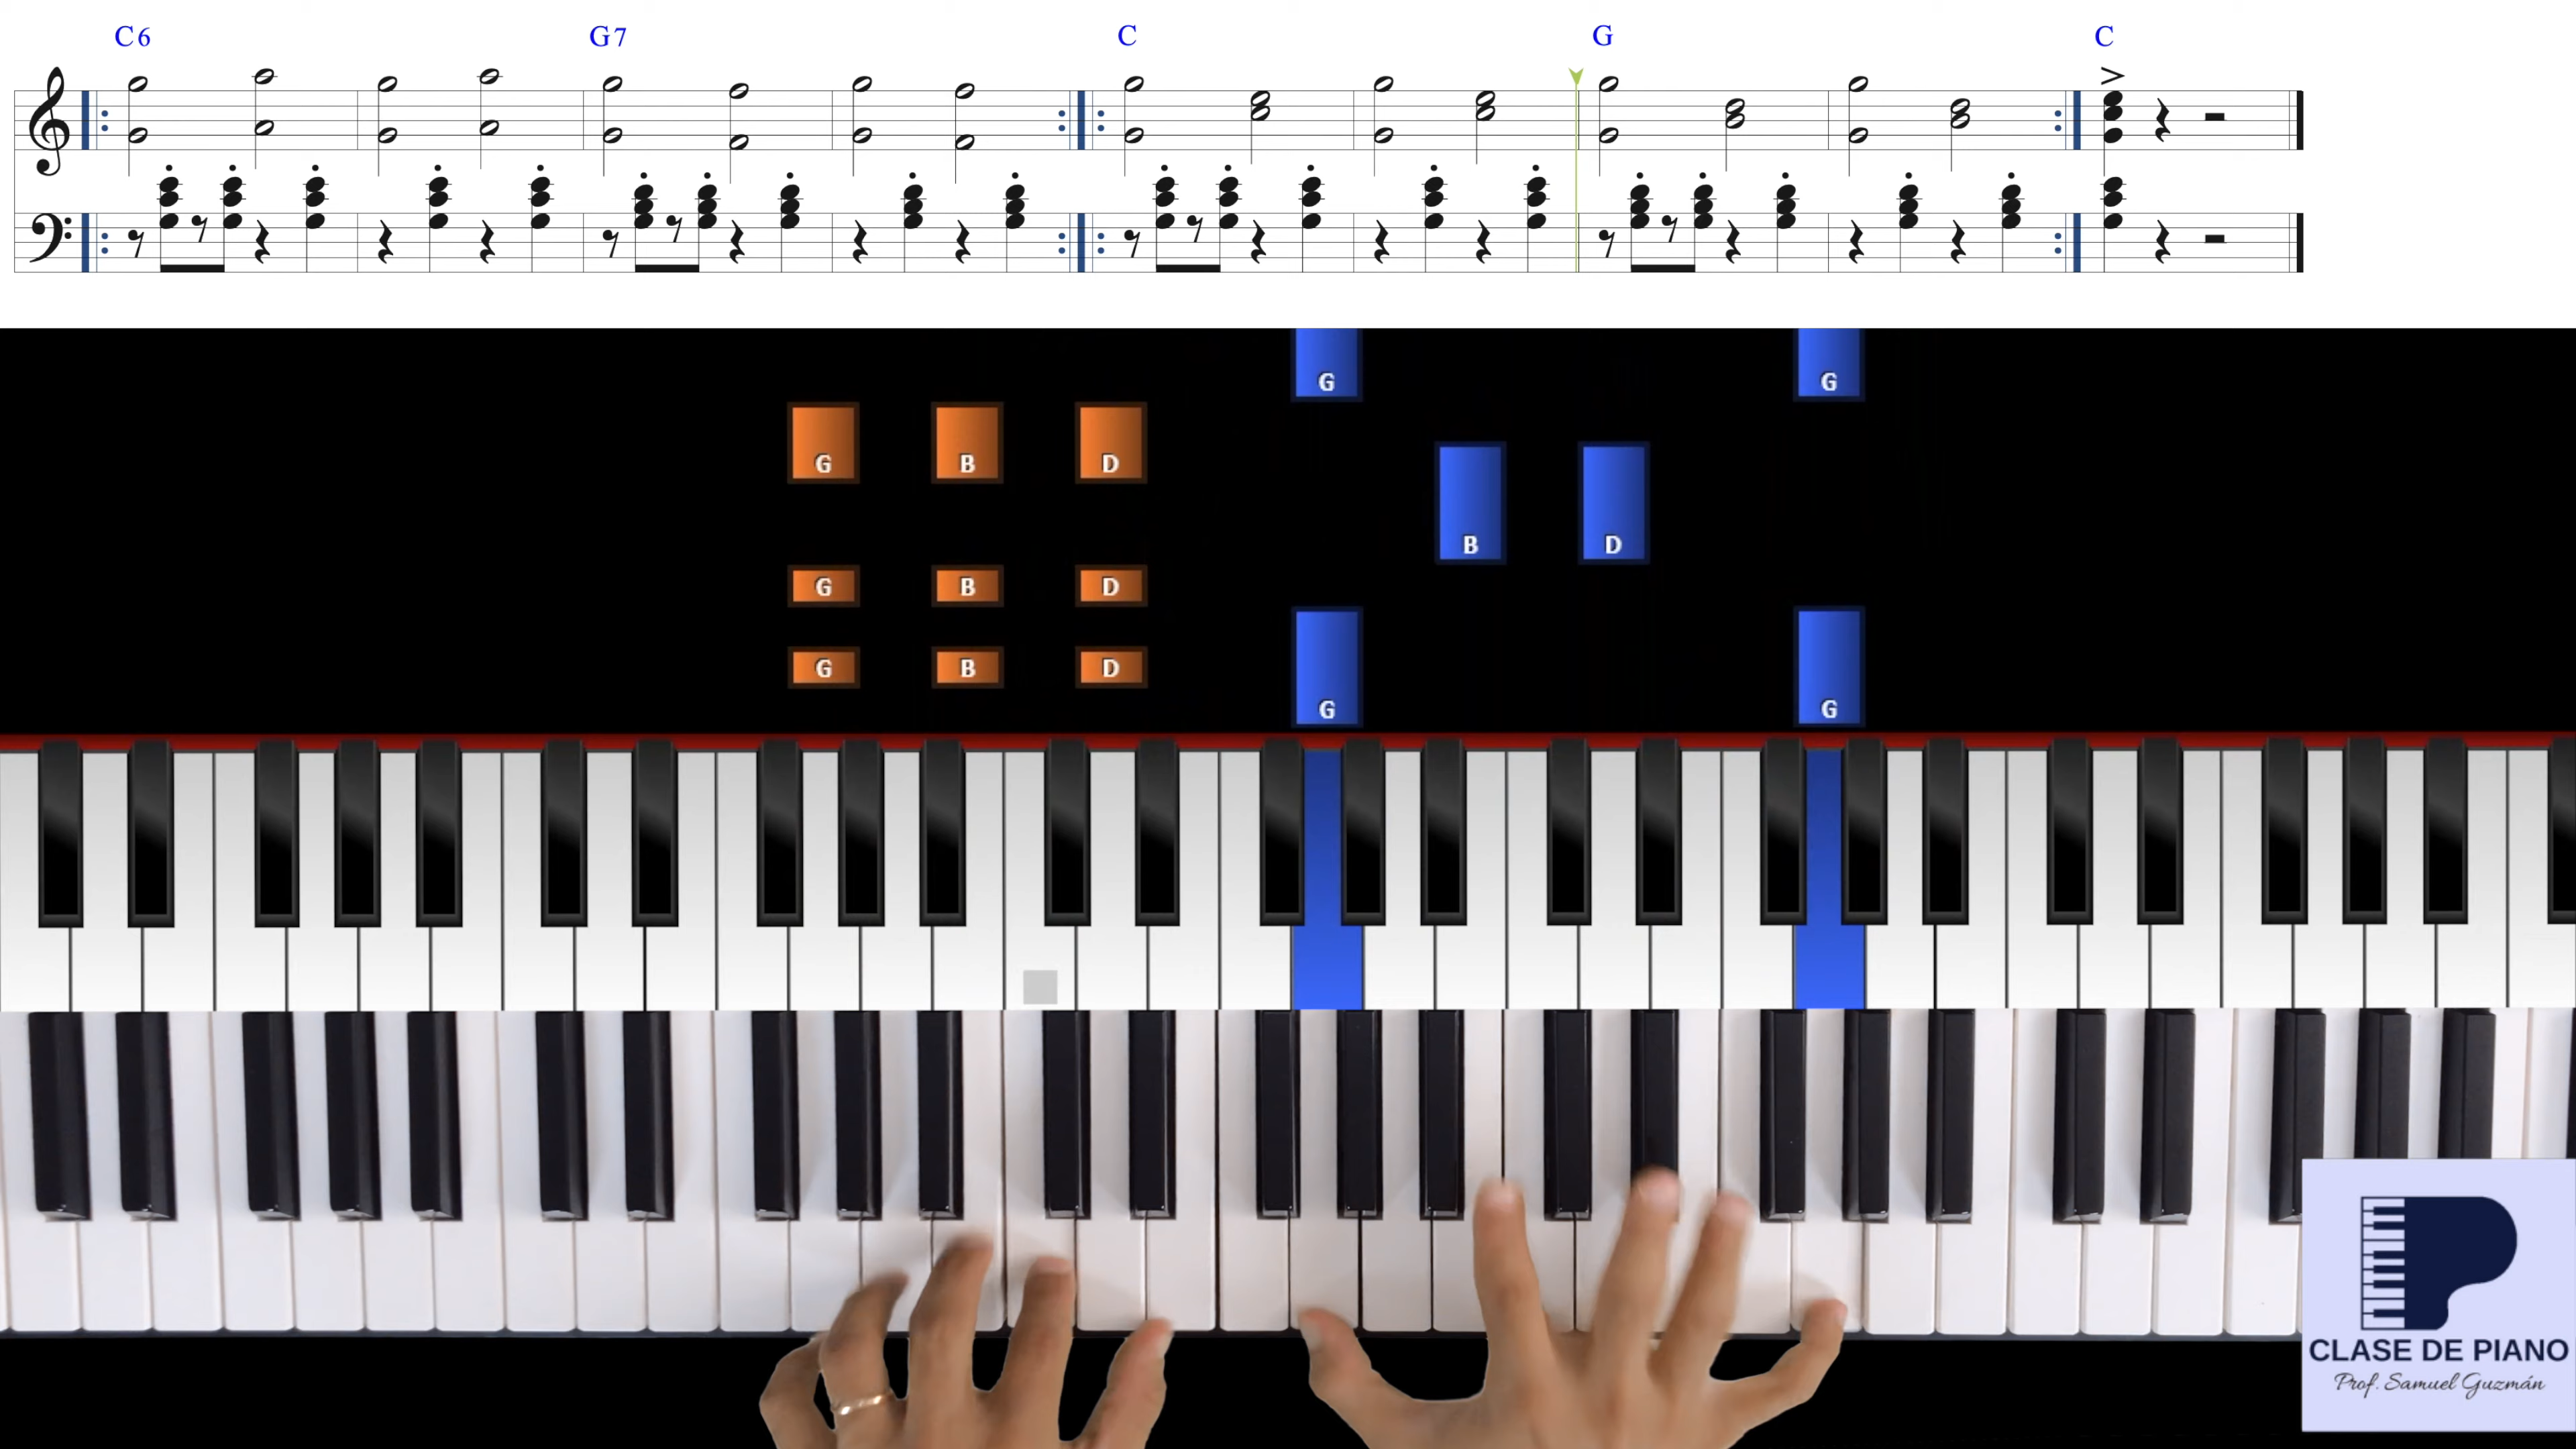 C6 G7 C G C
G G
G B D
B D
G B D
G B D
G G
CLASE DE PIANO
Prof. Samuel Guzmán